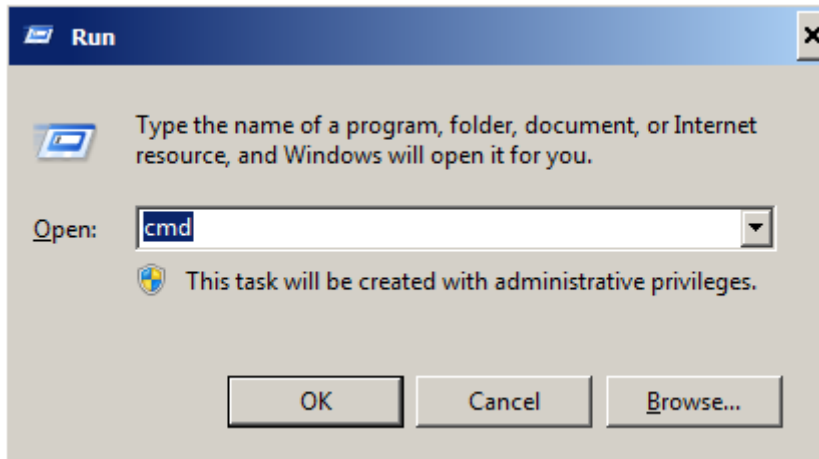 Run
Type the name of a program, folder, document, or Internet
resource, and Windows will open it for you.
Open: cmd
This task will be created with administrative privileges.
OK Cancel Browse...